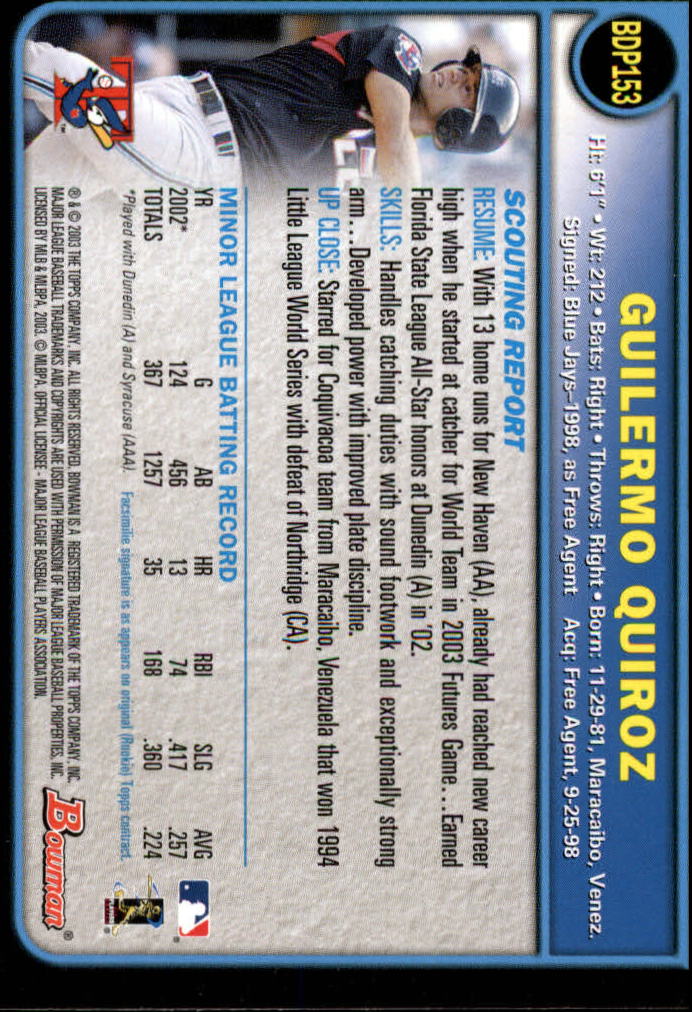 BDP153
GUILERMO QUIROZ
Ht: 6'1" • Wt: 212 • Bats: Right • Throws: Right • Born: 11-29-81, Maracaibo, Venez.
Signed: Blue Jays–1998, as Free Agent Acq: Free Agent, 9-25-98
SCOUTING REPORT
RESUME: With 13 home runs for New Haven (AA), already had reached new career
high when he started at catcher for World Team in 2003 Futures Game...Earned
Florida State League All-Star honors at Dunedin (A) in '02.
SKILLS: Handles catching duties with sound footwork and exceptionally strong
arm...Developed power with improved plate discipline.
UP CLOSE: Starred for Coquivacoa team from Maracaibo, Venezuela that won 1994
Little League World Series with defeat of Northridge (CA).
MINOR LEAGUE BATTING RECORD
YR G AB HR RBI SLG AVG
2002* 124 456 13 74 .417 .257
TOTALS 367 1257 35 168 .360 .224
*Played with Dunedin (A) and Syracuse (AAA). Facsimile signature is as appears on original (Rookie) Topps contract.
® & © 2003 THE TOPPS COMPANY, INC. ALL RIGHTS RESERVED. BOWMAN IS A REGISTERED TRADEMARK OF THE TOPPS COMPANY, INC.
MAJOR LEAGUE BASEBALL TRADEMARKS AND COPYRIGHTS ARE USED WITH PERMISSION OF MAJOR LEAGUE BASEBALL PROPERTIES, INC.
LICENSED BY MLB & MLBPA, 2003. © MLBPA. OFFICIAL LICENSEE - MAJOR LEAGUE BASEBALL PLAYERS ASSOCIATION.
Bowman®